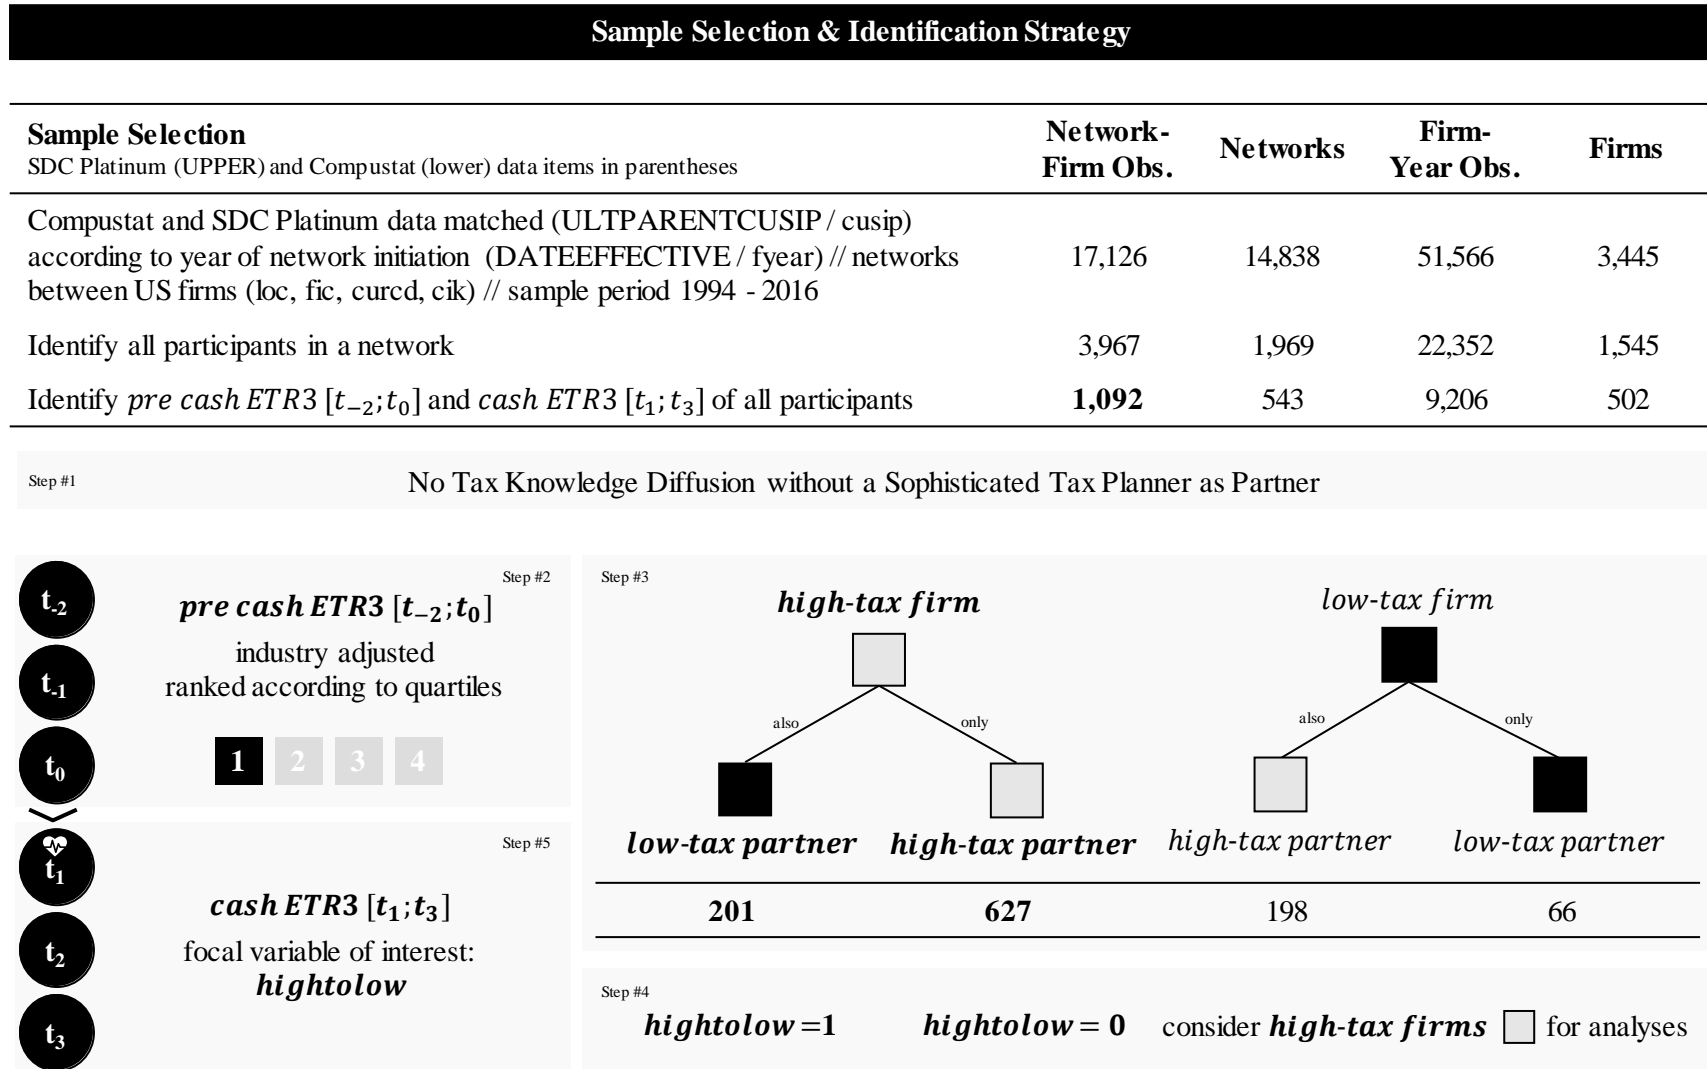 Sample Selection & Identification Strategy
Sample Selection
SDC Platinum (UPPER) and Compustat (lower) data items in parentheses
Network-Firm Obs.
Networks
Firm-Year Obs.
Firms
Compustat and SDC Platinum data matched (ULTPARENTCUSIP / cusip)
according to year of network initiation (DATEEFFECTIVE / fyear) // networks
between US firms (loc, fic, curcd, cik) // sample period 1994 - 2016
17,126 14,838 51,566 3,445
Identify all participants in a network 3,967 1,969 22,352 1,545
Identify pre cash ETR3 [t₋₂;t₀] and cash ETR3 [t₁;t₃] of all participants 1,092 543 9,206 502
Step #1
No Tax Knowledge Diffusion without a Sophisticated Tax Planner as Partner
t₋₂
t₋₁
t₀
Step #2
pre cash ETR3 [t₋₂;t₀]
industry adjusted
ranked according to quartiles
1 2 3 4
t₁
t₂
t₃
Step #5
cash ETR3 [t₁;t₃]
focal variable of interest:
hightolow
Step #3
high-tax firm low-tax firm
also only also only
low-tax partner high-tax partner high-tax partner low-tax partner
201 627 198 66
Step #4
hightolow = 1 hightolow = 0 consider high-tax firms for analyses